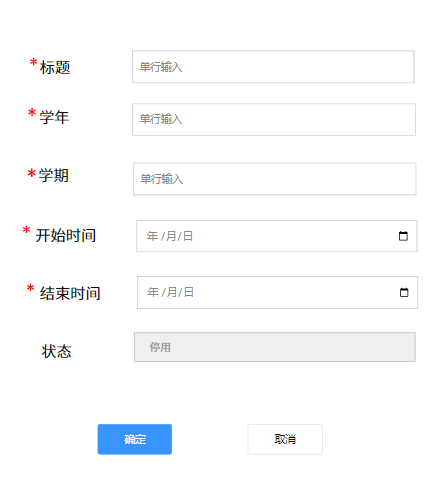 *标题 单行输入
*学年 单行输入
*学期 单行输入
* 开始时间 年 /月/日
* 结束时间 年 /月/日
状态 停用
确定 取消